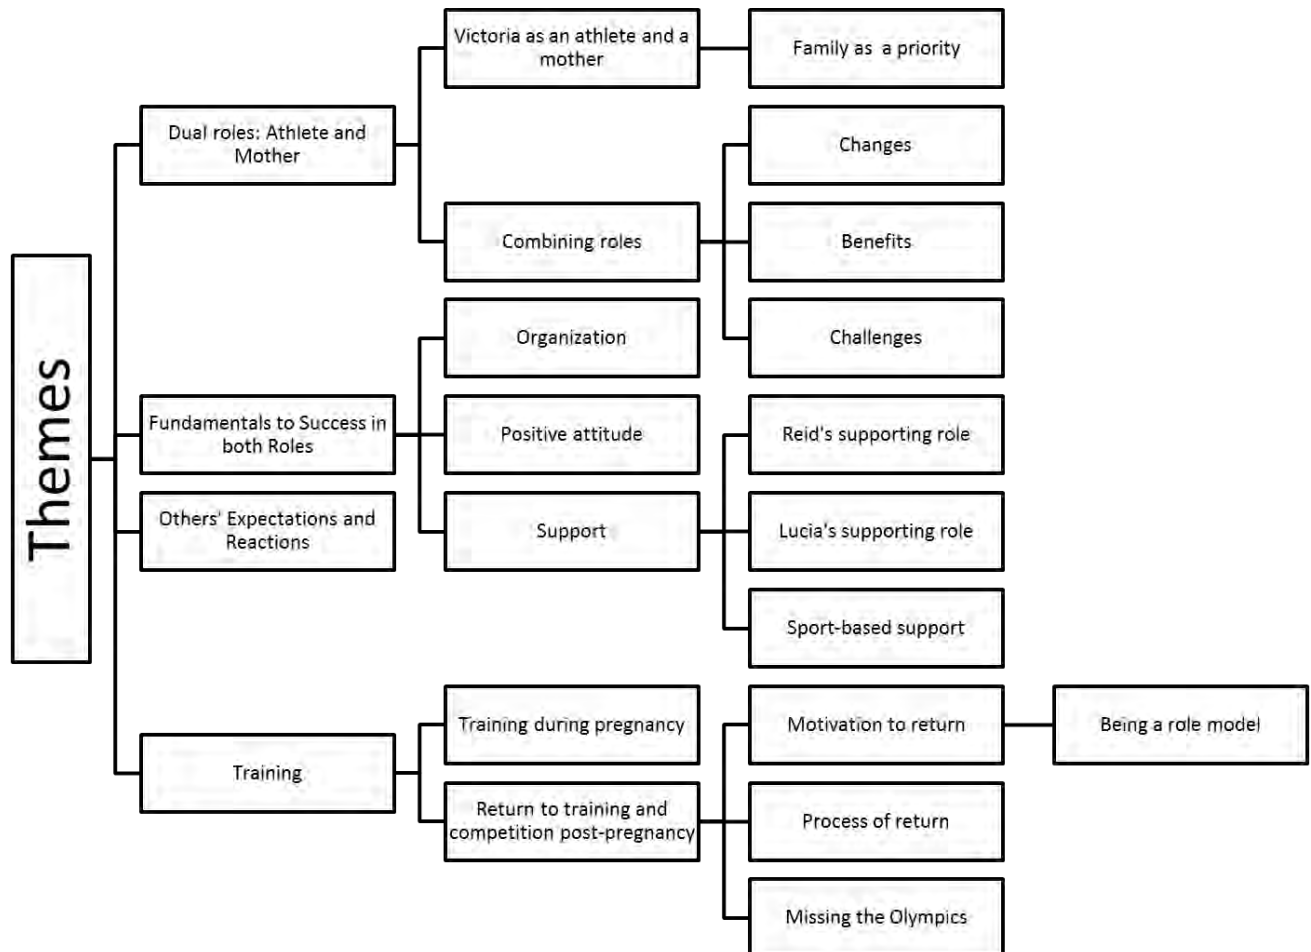 Themes
Dual roles: Athlete and
Mother
Victoria as an athlete and a
mother
Family as a priority
Combining roles
Changes
Benefits
Challenges
Fundamentals to Success in
both Roles
Organization
Positive attitude
Support
Reid's supporting role
Lucia's supporting role
Sport-based support
Others' Expectations and
Reactions
Training
Training during pregnancy
Return to training and
competition post-pregnancy
Motivation to return
Being a role model
Process of return
Missing the Olympics